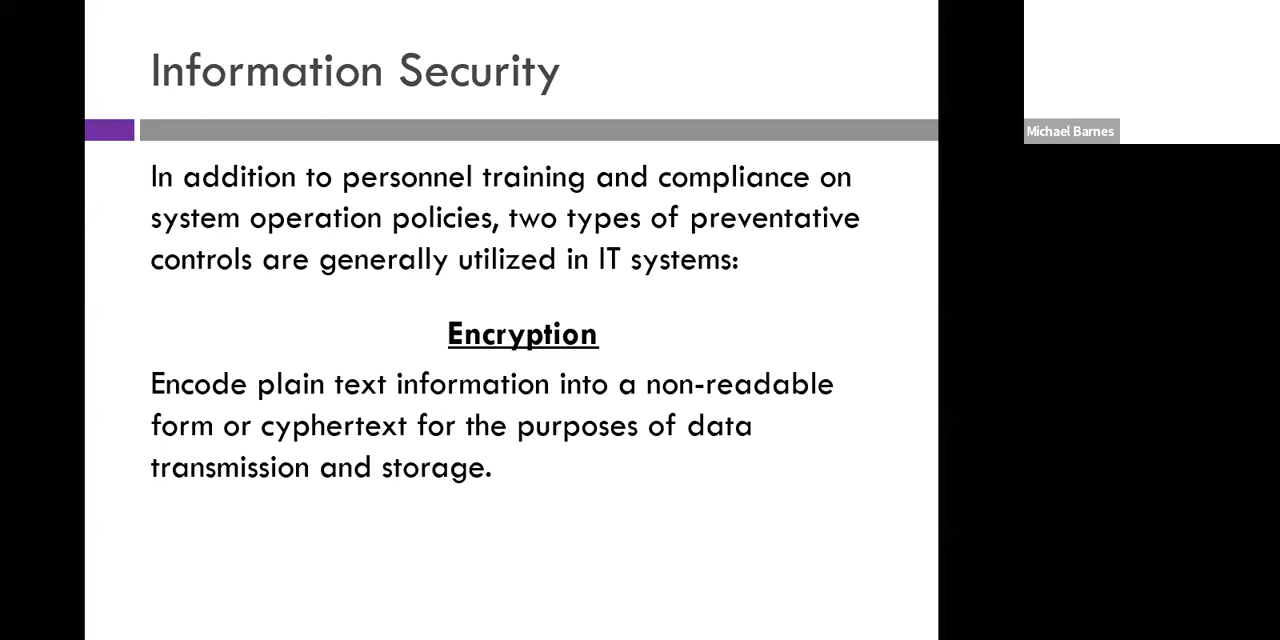 Information Security
Michael Barnes
In addition to personnel training and compliance on
system operation policies, two types of preventative
controls are generally utilized in IT systems:
Encryption
Encode plain text information into a non-readable
form or cyphertext for the purposes of data
transmission and storage.